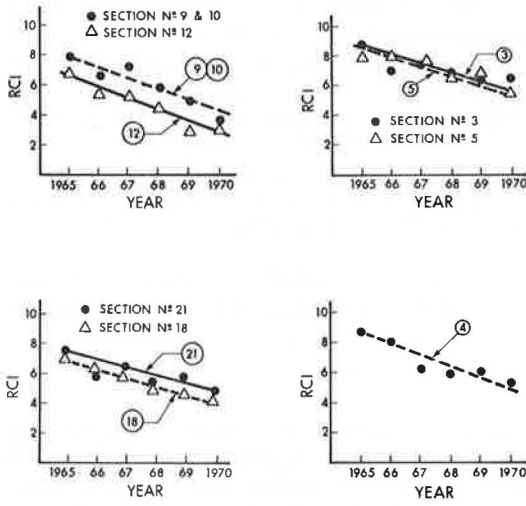 SECTION Nº 9 & 10
SECTION Nº 12
10
8
6
4
2
RCI
9
10
12
1965 66 67 68 69 1970
YEAR
10
8
6
4
2
RCI
3
5
SECTION Nº 3
SECTION Nº 5
1965 66 67 68 69 1970
YEAR
10
8
6
4
2
RCI
SECTION Nº 21
SECTION Nº 18
21
18
1965 66 67 68 69 1970
YEAR
10
8
6
4
2
RCI
4
1965 66 67 68 69 1970
YEAR